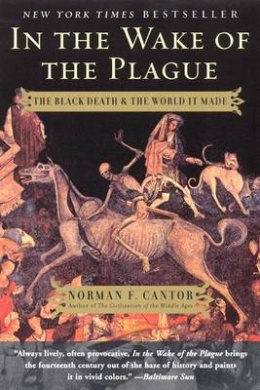 NEW YORK TIMES BESTSELLER
IN THE WAKE OF
THE PLAGUE
THE BLACK DEATH & THE WORLD IT MADE
NORMAN F. CANTOR
Author of The Civilization of the Middle Ages
"Always lively, often provocative, In the Wake of the Plague brings
the fourteenth century out of the haze of history and paints
it in vivid colors." —Baltimore Sun